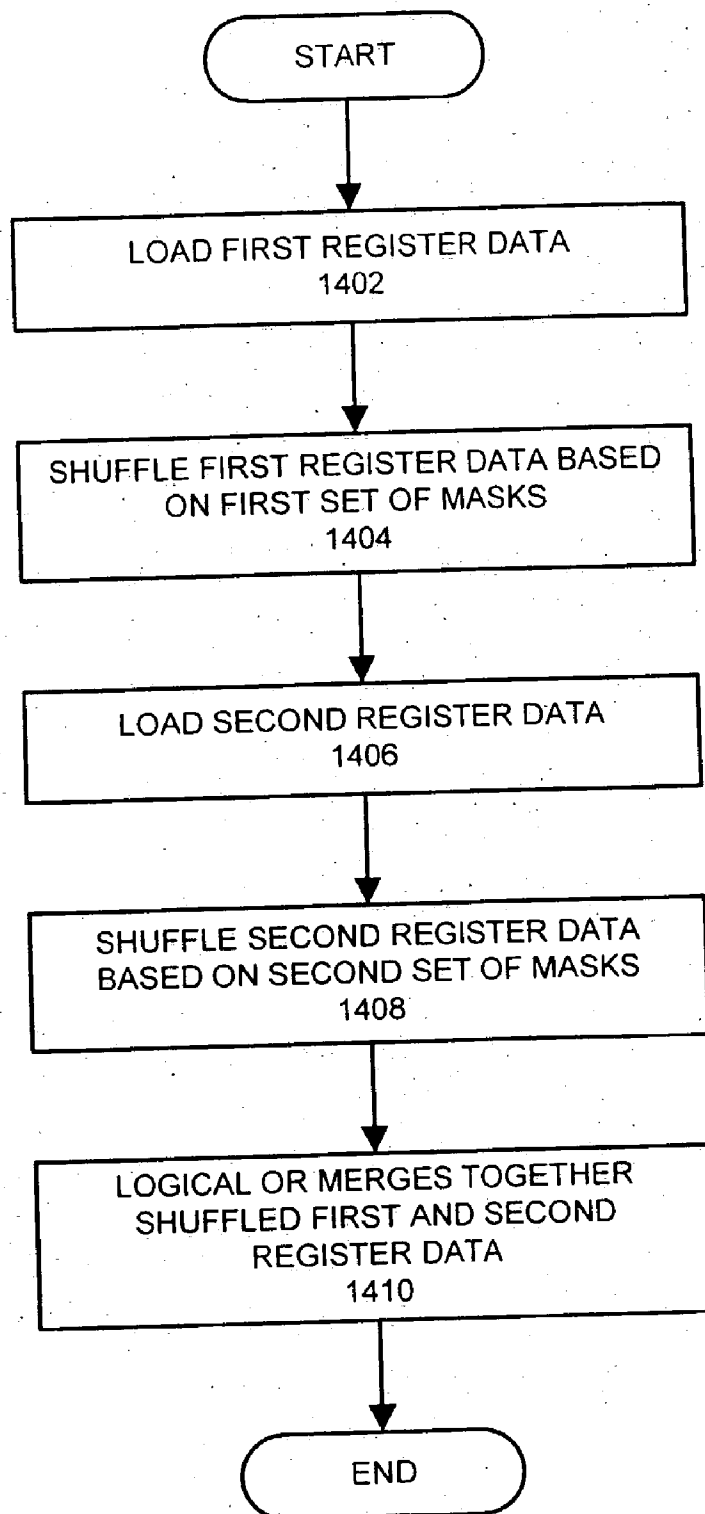 START
LOAD FIRST REGISTER DATA
1402
SHUFFLE FIRST REGISTER DATA BASED
ON FIRST SET OF MASKS
1404
LOAD SECOND REGISTER DATA
1406
SHUFFLE SECOND REGISTER DATA
BASED ON SECOND SET OF MASKS
1408
LOGICAL OR MERGES TOGETHER
SHUFFLED FIRST AND SECOND
REGISTER DATA
1410
END